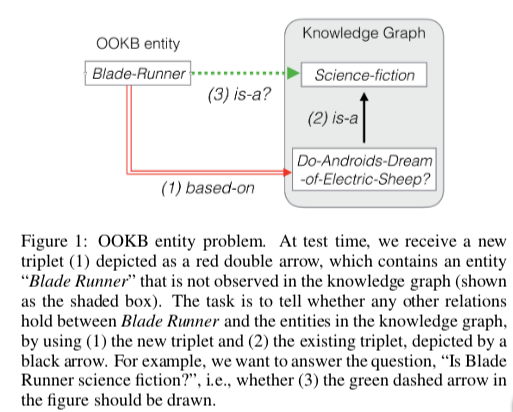 OOKB entity
Knowledge Graph
Blade-Runner
Science-fiction
(3) is-a?
(2) is-a
Do-Androids-Dream
-of-Electric-Sheep?
(1) based-on
Figure 1: OOKB entity problem. At test time, we receive a new
triplet (1) depicted as a red double arrow, which contains an entity
“Blade Runner” that is not observed in the knowledge graph (shown
as the shaded box). The task is to tell whether any other relations
hold between Blade Runner and the entities in the knowledge graph,
by using (1) the new triplet and (2) the existing triplet, depicted by a
black arrow. For example, we want to answer the question, “Is Blade
Runner science fiction?”, i.e., whether (3) the green dashed arrow in
the figure should be drawn.